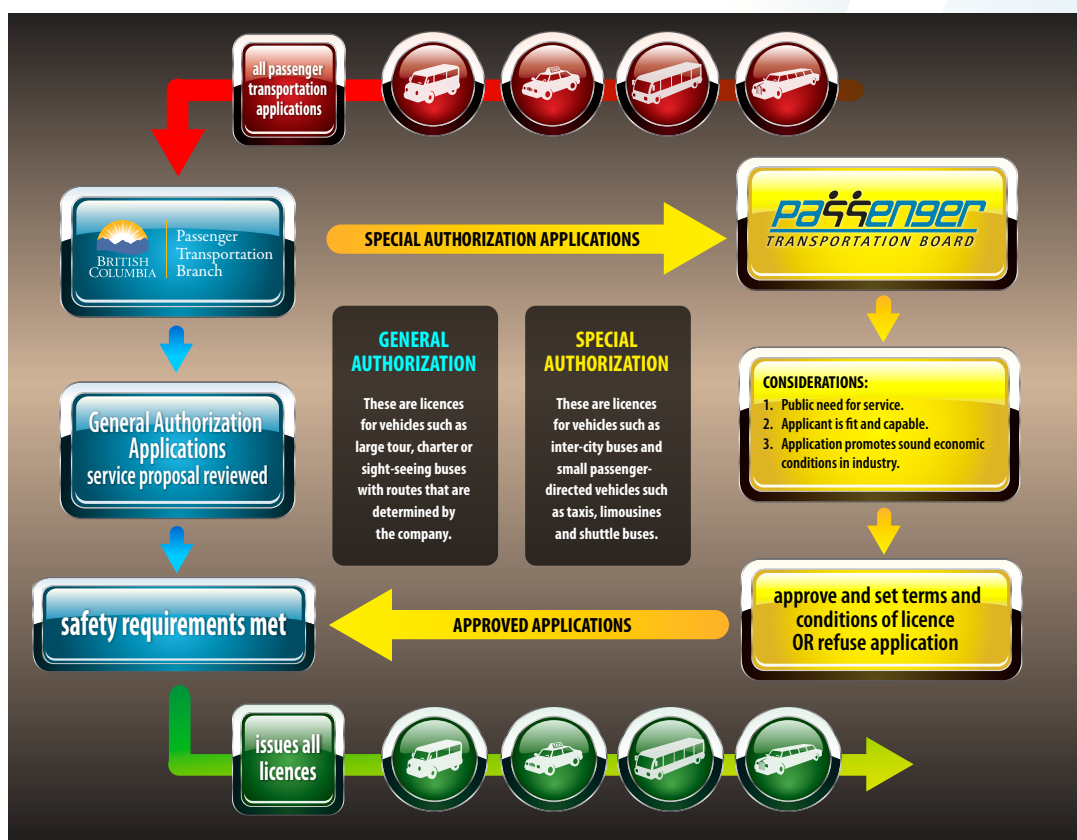 all passenger
transportation
applications
BRITISH
COLUMBIA
Passenger
Transportation
Branch
SPECIAL AUTHORIZATION APPLICATIONS
passenger
TRANSPORTATION BOARD
GENERAL
AUTHORIZATION
These are licences
for vehicles such as
large tour, charter or
sight-seeing buses
with routes that are
determined by
the company.
SPECIAL
AUTHORIZATION
These are licences
for vehicles such as
inter-city buses and
small passenger-
directed vehicles such
as taxis, limousines
and shuttle buses.
CONSIDERATIONS:
1. Public need for service.
2. Applicant is fit and capable.
3. Application promotes sound economic
conditions in industry.
General Authorization
Applications
service proposal reviewed
safety requirements met
APPROVED APPLICATIONS
approve and set terms and
conditions of licence
OR refuse application
issues all
licences